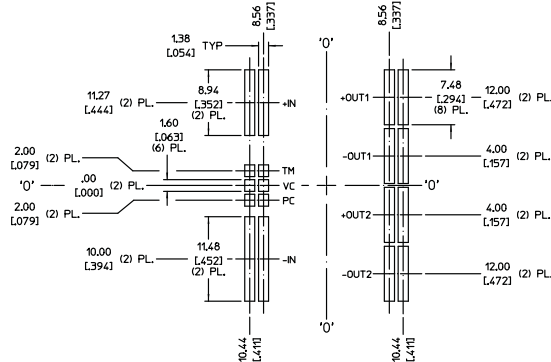 8.56
[.337]
8.56
[.337]
1.38
[.054]
TYP
'0'
11.27
[.444] (2) PL.
8.94
[.352]
(2) PL.
+IN
+OUT1
7.48
[.294]
(8) PL.
12.00
[.472] (2) PL.
1.60
[.063]
(6) PL.
2.00
[.079] (2) PL.
TM
-OUT1
4.00
[.157] (2) PL.
'0'
.00
[.000] (2) PL.
VC
'0'
2.00
[.079] (2) PL.
PC
+OUT2
4.00
[.157] (2) PL.
10.00
[.394] (2) PL.
11.48
[.452]
(2) PL.
-IN
-OUT2
12.00
[.472] (2) PL.
'0'
10.44
[.411]
10.44
[.411]